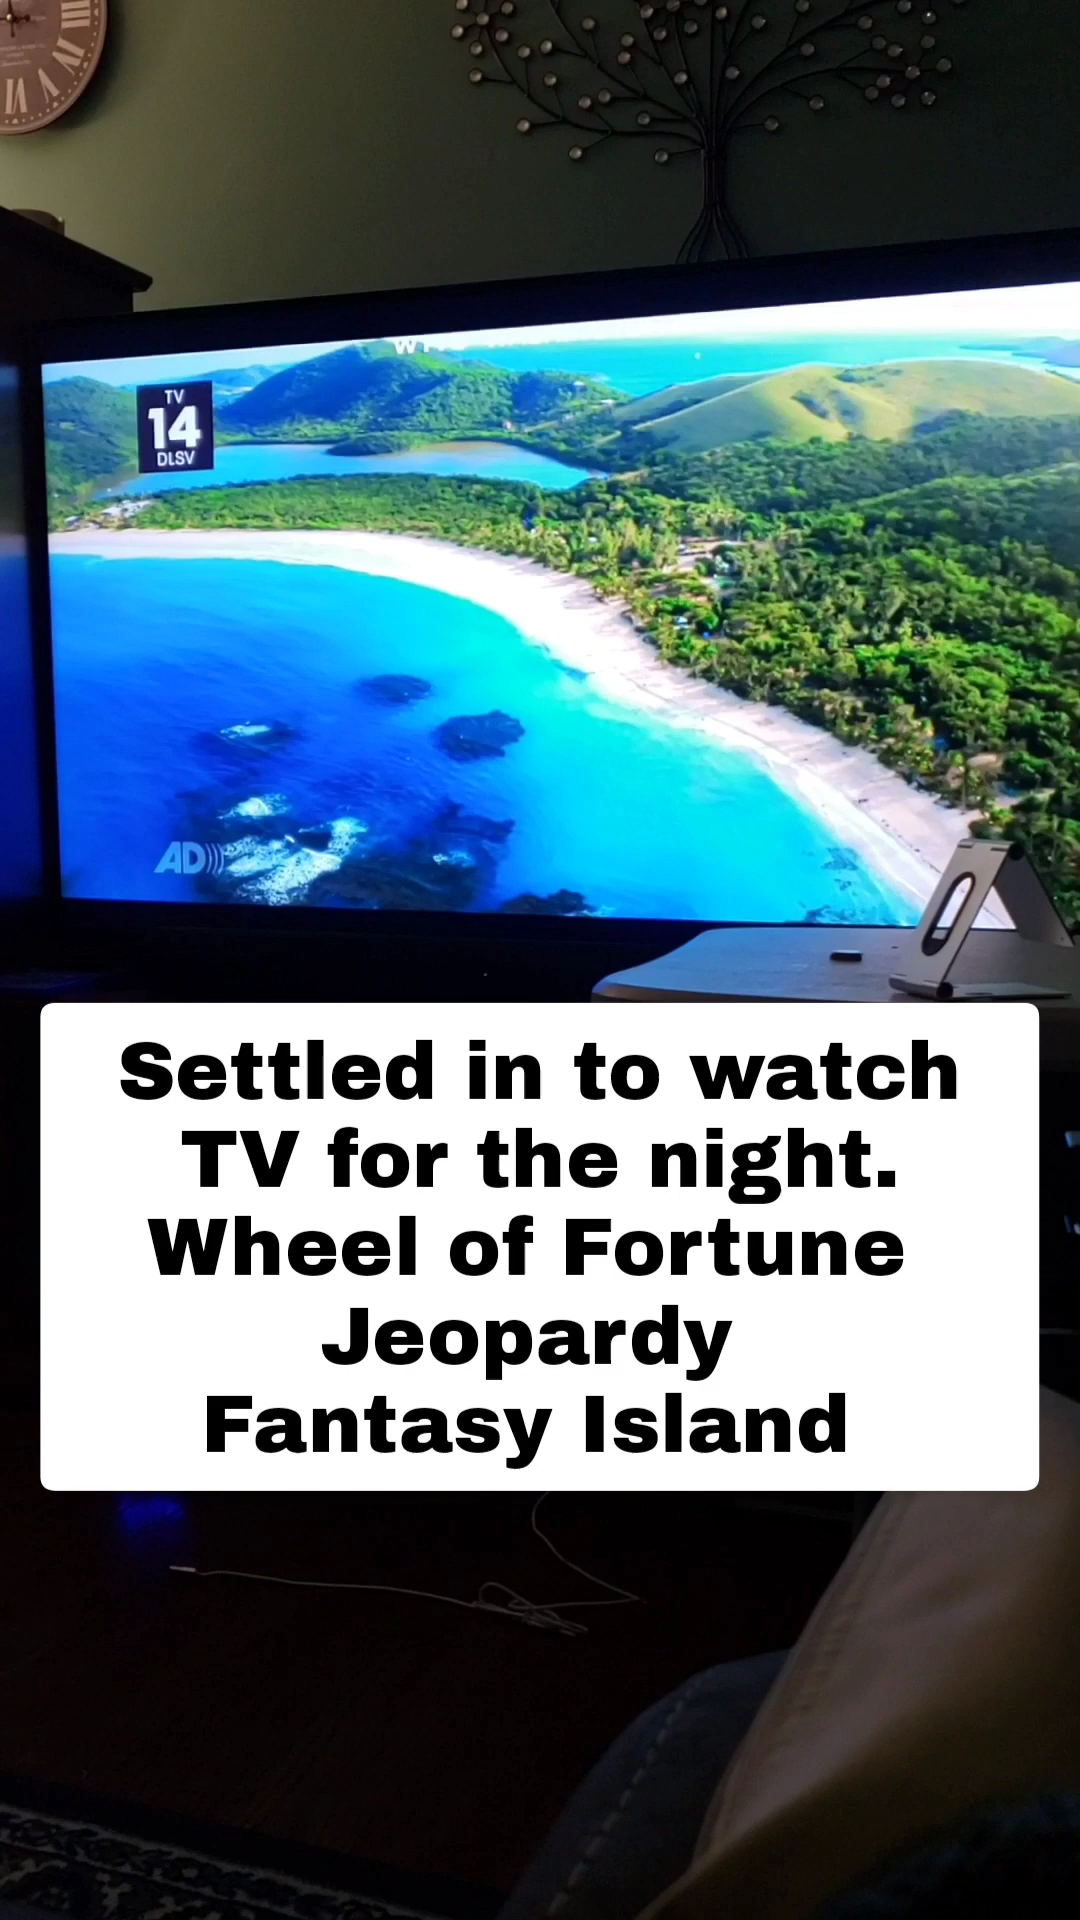 TV
14
DLSV
AD
Settled in to watch
TV for the night.
Wheel of Fortune
Jeopardy
Fantasy Island